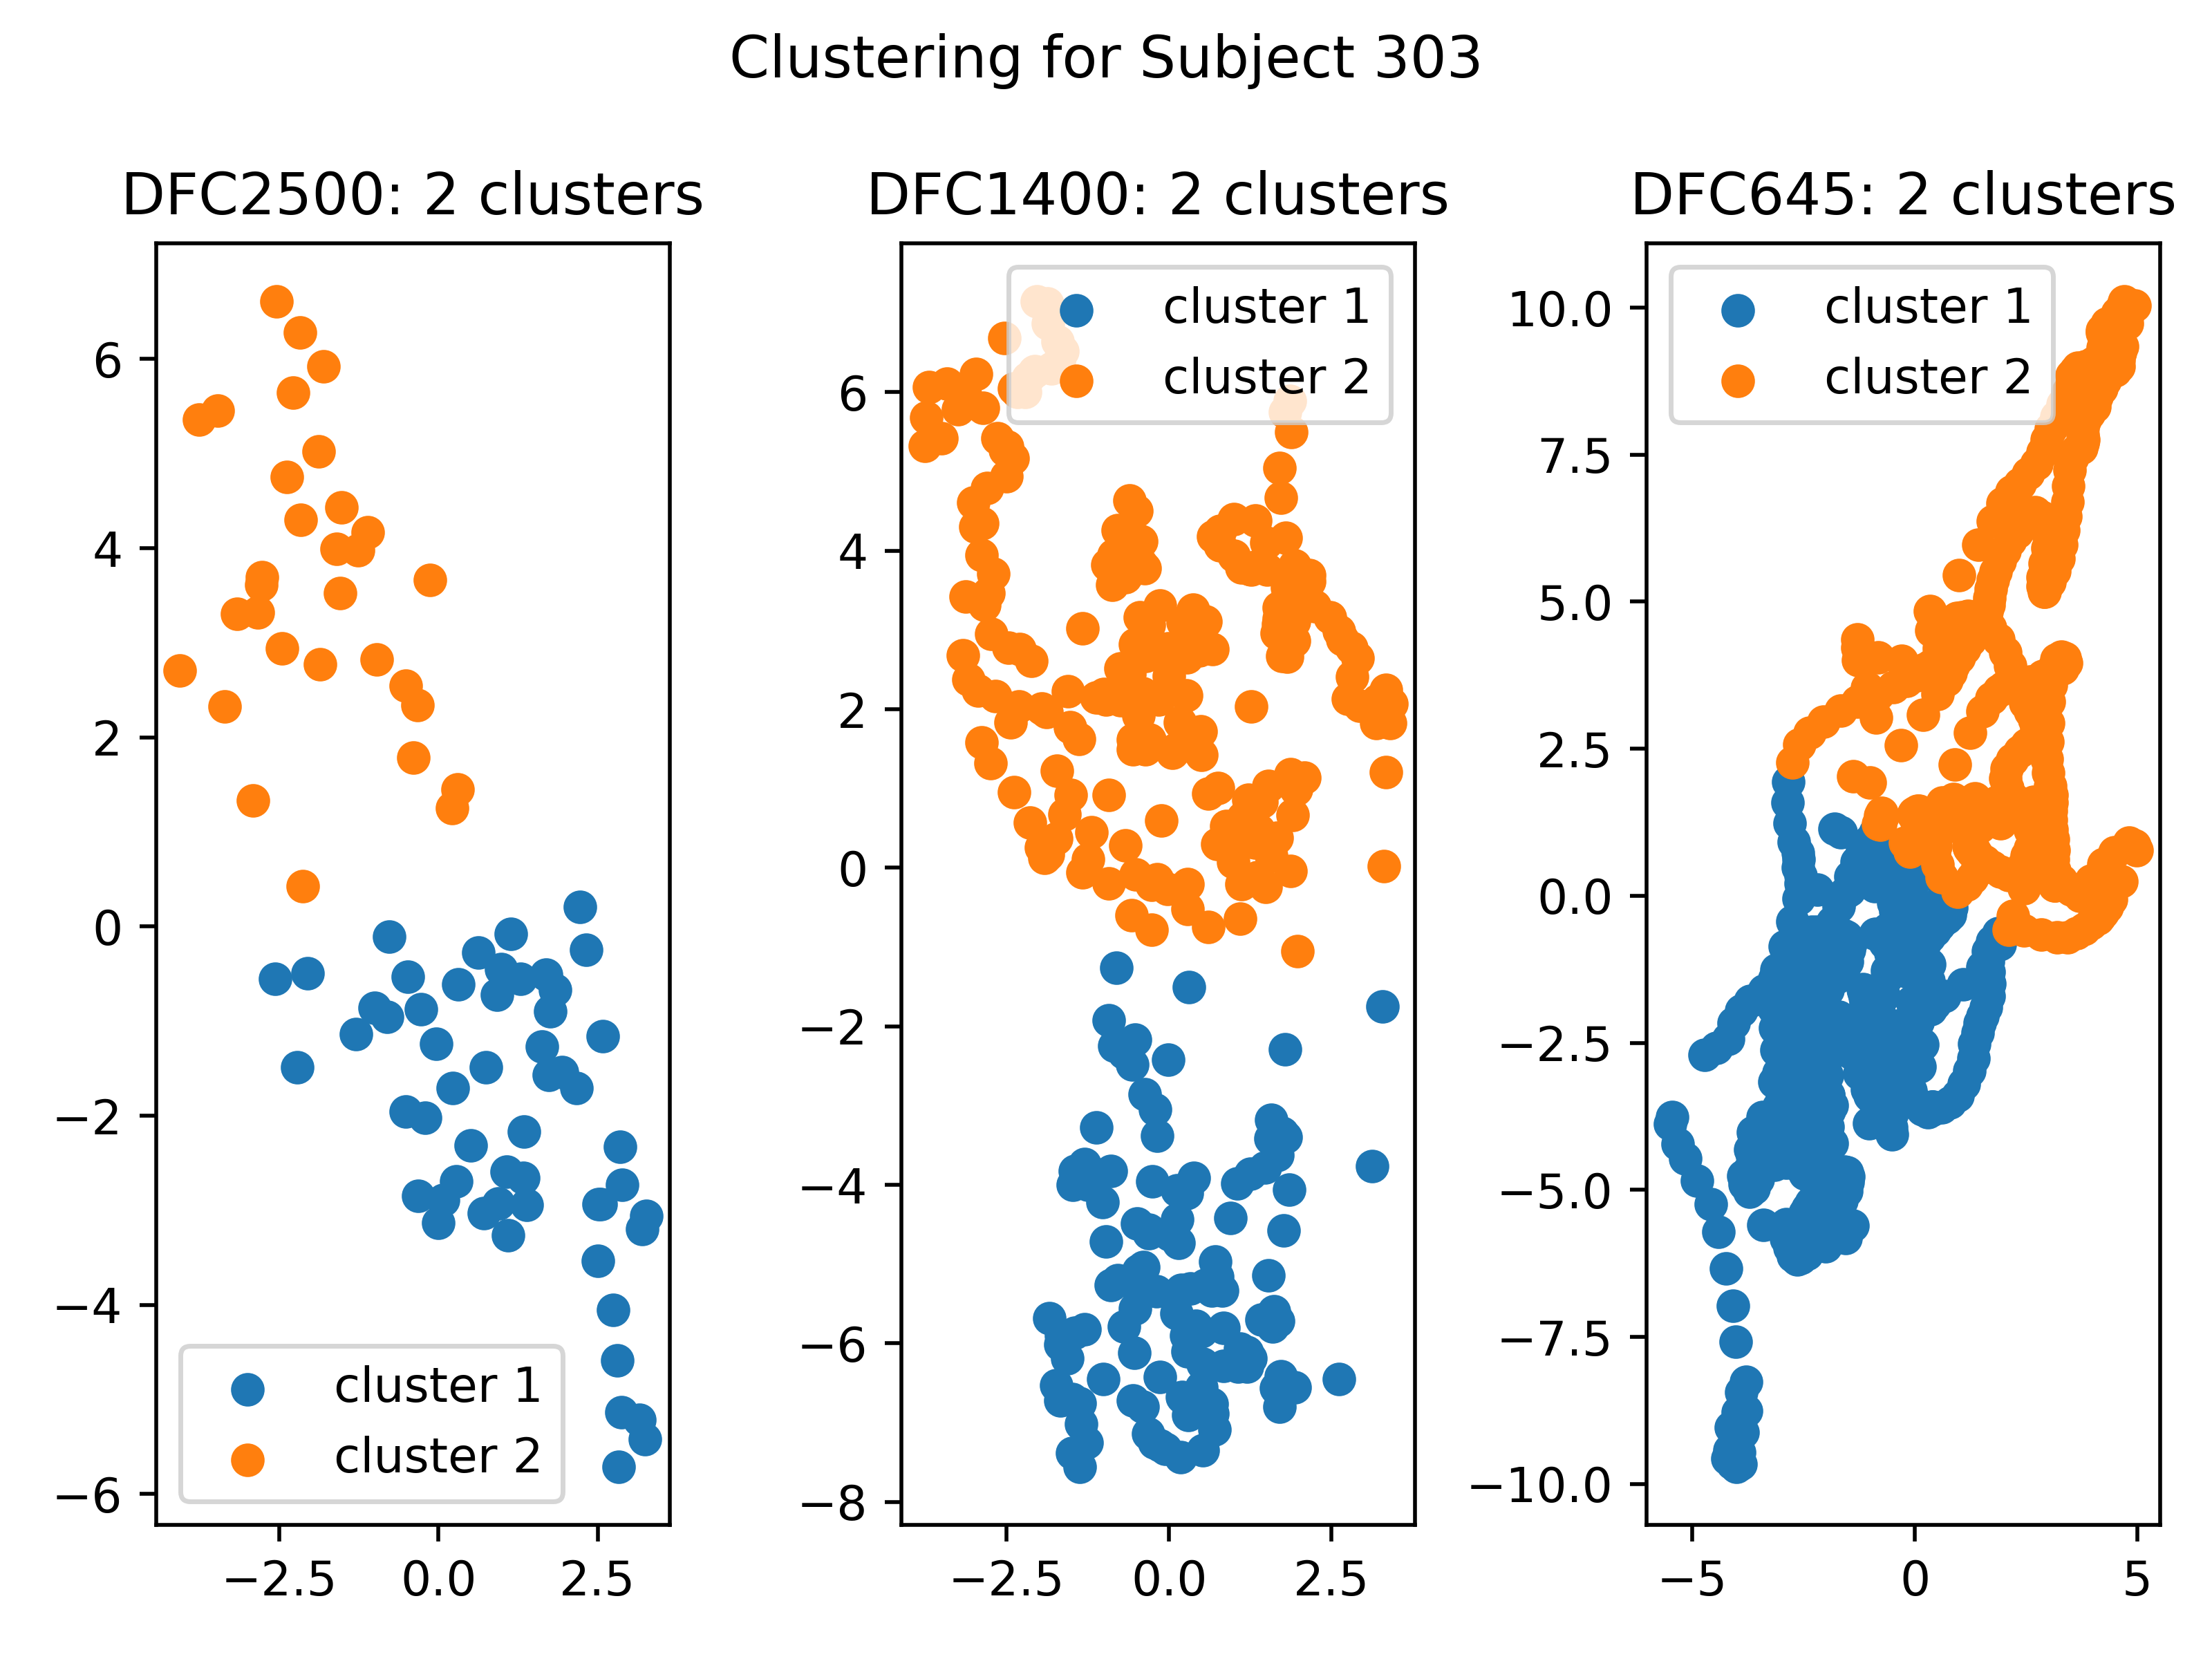 Clustering for Subject 303
DFC2500: 2 clusters
6
4
2
0
−2
−4
−6
−2.5 0.0 2.5
cluster 1
cluster 2
DFC1400: 2 clusters
6
4
2
0
−2
−4
−6
−8
−2.5 0.0 2.5
cluster 1
cluster 2
DFC645: 2 clusters
10.0
7.5
5.0
2.5
0.0
−2.5
−5.0
−7.5
−10.0
−5 0 5
cluster 1
cluster 2